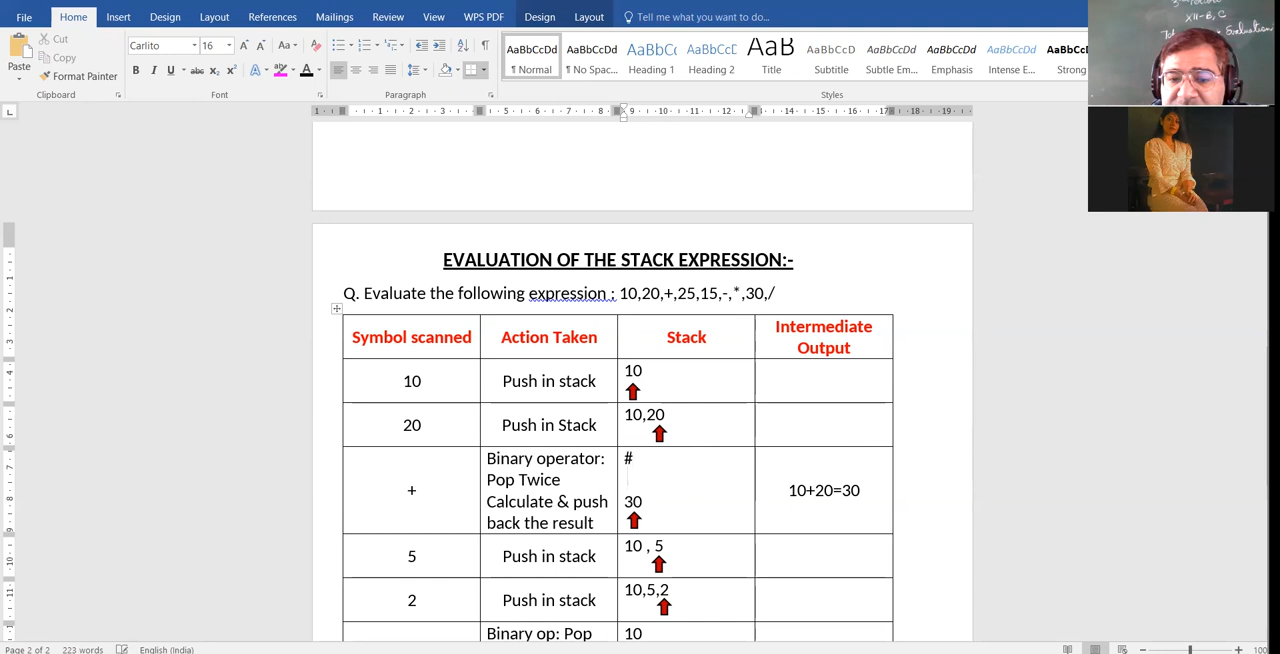 File Home Insert Design Layout References Mailings Review View WPS PDF Design Layout Tell me what you want to do...
Cut
Copy
Format Painter
Paste
Clipboard
Carlito 16
Font
Paragraph
AaBbCcDd AaBbCcDd AaBbCc AaBbCcD AaB AaBbCcD AaBbCcDd AaBbCcDd AaBbCcDd AaBbCc
¶ Normal ¶ No Spac... Heading 1 Heading 2 Title Subtitle Subtle Em... Emphasis Intense E... Strong
Styles
XII-B, C
Evaluation
EVALUATION OF THE STACK EXPRESSION:-
Q. Evaluate the following expression : 10,20,+,25,15,-,*,30,/
Symbol scanned Action Taken Stack Intermediate Output
10 Push in stack 10
20 Push in Stack 10,20
+ Binary operator: Pop Twice Calculate & push back the result # 30 10+20=30
5 Push in stack 10 , 5
2 Push in stack 10,5,2
Binary op: Pop 10
Page 2 of 2 223 words English (India) 100